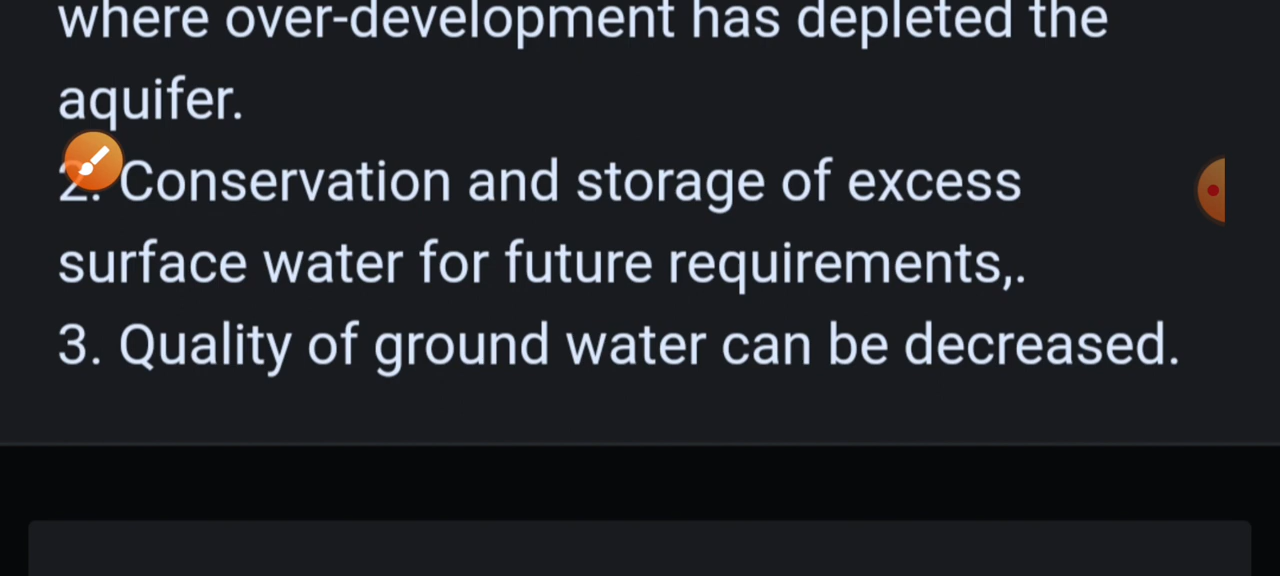 where over-development has depleted the
aquifer.
2. Conservation and storage of excess
surface water for future requirements,.
3. Quality of ground water can be decreased.